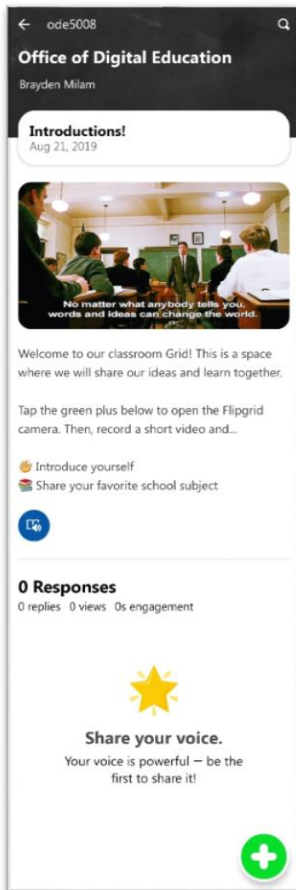 ode5008
Office of Digital Education
Brayden Milam
Introductions!
Aug 21, 2019
No matter what anybody tells you,
words and ideas can change the world.
Welcome to our classroom Grid! This is a space
where we will share our ideas and learn together.
Tap the green plus below to open the Flipgrid
camera. Then, record a short video and...
👋 Introduce yourself
📚 Share your favorite school subject
0 Responses
0 replies 0 views 0s engagement
Share your voice.
Your voice is powerful — be the
first to share it!